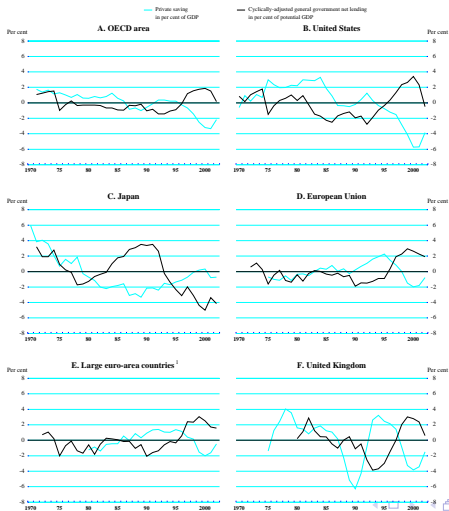 Private saving
in per cent of GDP
Cyclically-adjusted general government net lending
in per cent of potential GDP
Per cent
A. OECD area
B. United States
Per cent
8
6
4
2
0
-2
-4
-6
-8
8
6
4
2
0
-2
-4
-6
-8
1970 75 80 85 90 95 2000
1970 75 80 85 90 95 2000
Per cent
C. Japan
D. European Union
Per cent
8
6
4
2
0
-2
-4
-6
-8
8
6
4
2
0
-2
-4
-6
-8
1970 75 80 85 90 95 2000
1970 75 80 85 90 95 2000
Per cent
E. Large euro-area countries 1
F. United Kingdom
Per cent
8
6
4
2
0
-2
-4
-6
-8
8
6
4
2
0
-2
-4
-6
-8
1970 75 80 85 90 95 2000
1970 75 80 85 90 95 2000